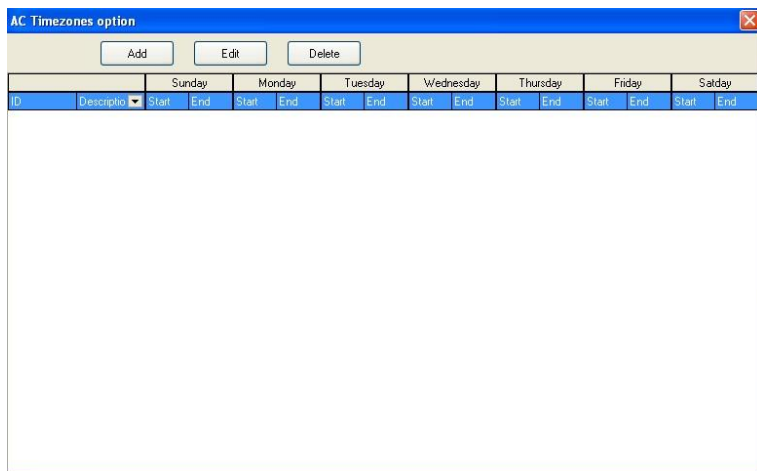 AC Timezones option
Add Edit Delete
Sunday Monday Tuesday Wednesday Thursday Friday Satday
ID Descriptio Start End Start End Start End Start End Start End Start End Start End